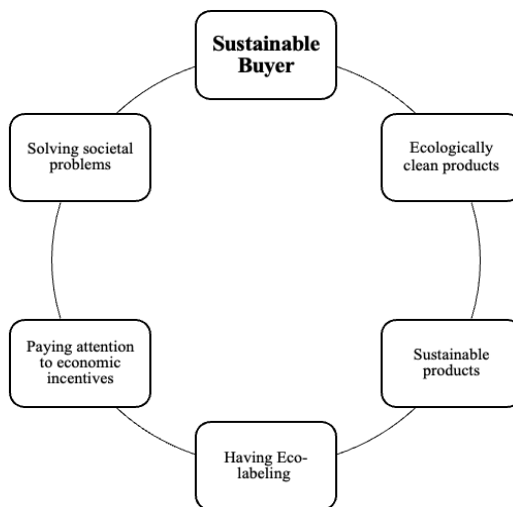 Sustainable
Buyer
Ecologically
clean products
Sustainable
products
Having Eco-
labeling
Paying attention
to economic
incentives
Solving societal
problems